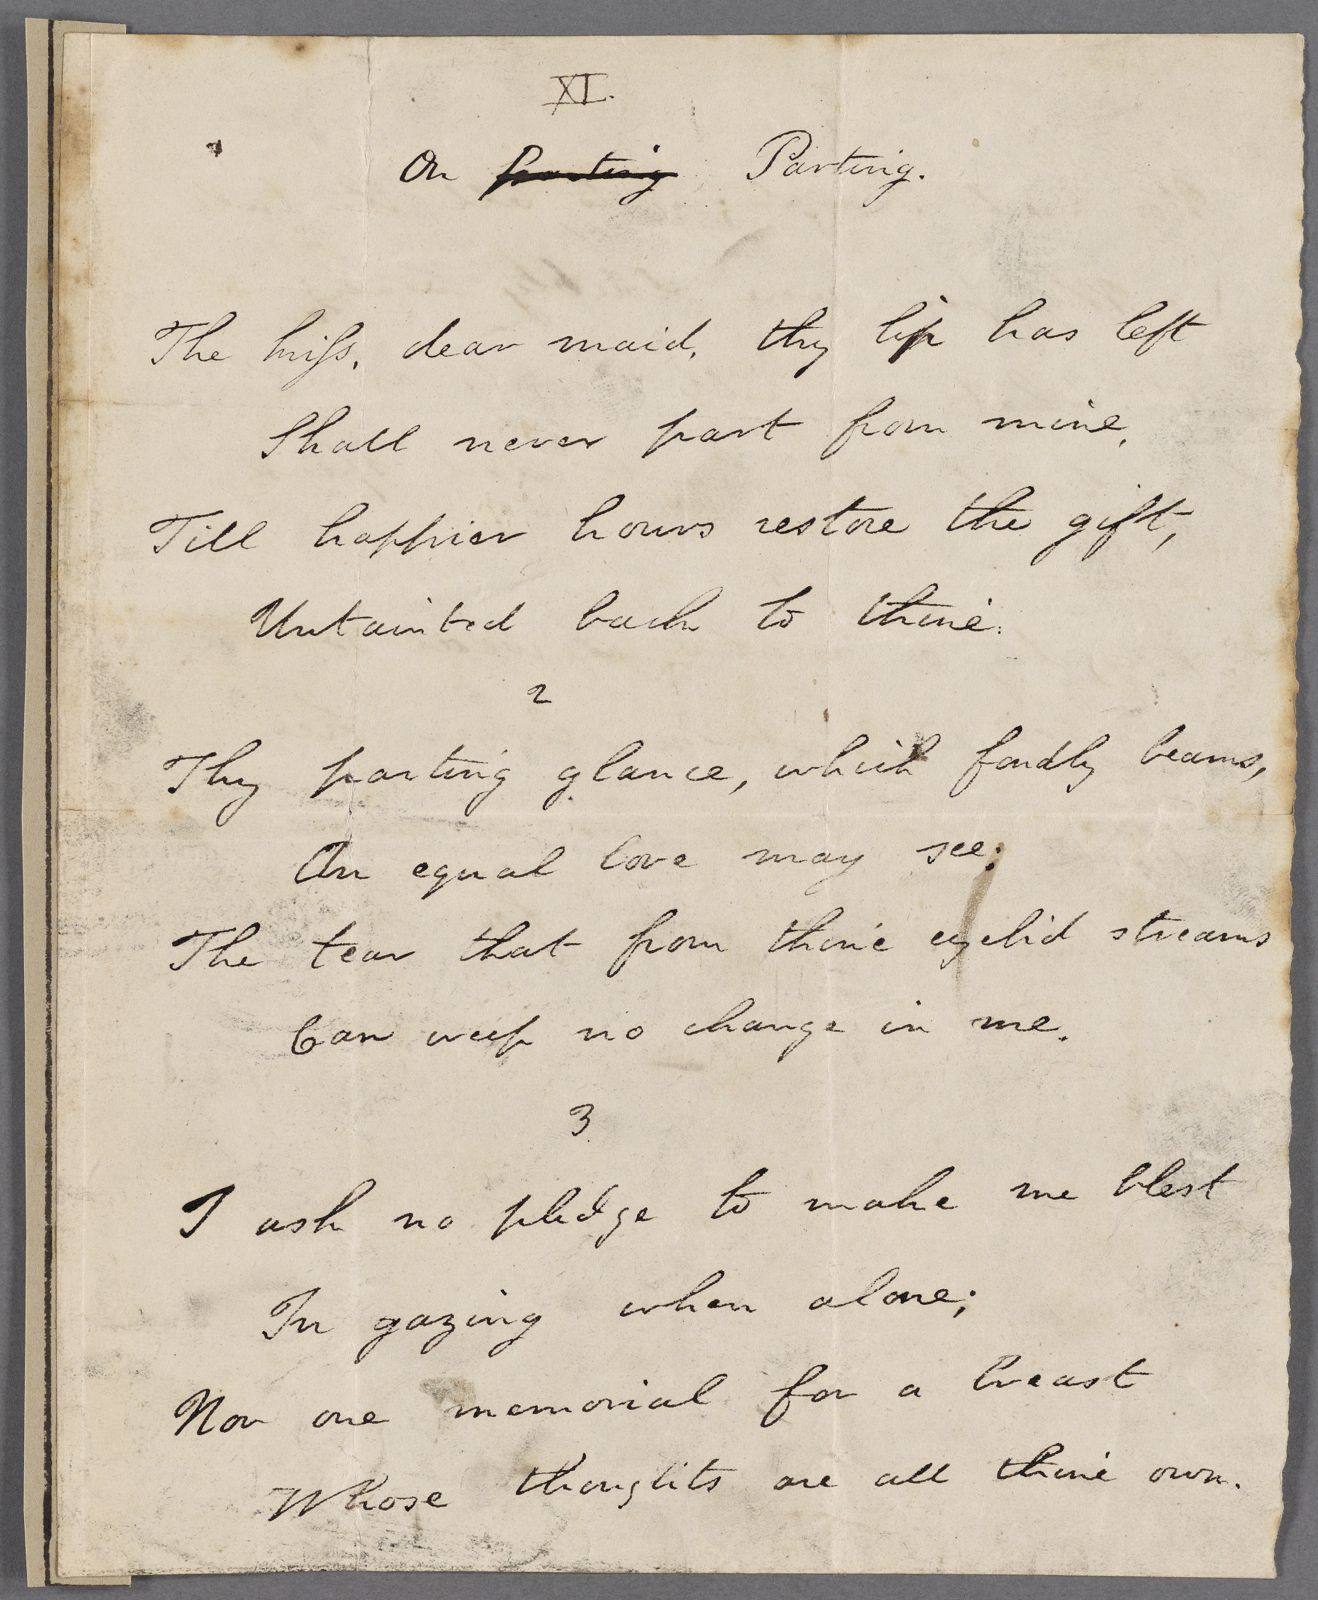 XI.
On parting Parting.
The kiss, dear maid, thy lip has left
Shall never part from mine,
Till happier hours restore the gift,
Untainted back to thine.
2
Thy parting glance, which fondly beams,
An equal love may see:
The tear that from thine eyelid streams
Can weep no change in me.
3
I ask no pledge to make me blest
In gazing when alone;
Nor one memorial for a breast
Whose thoughts are all thine own.